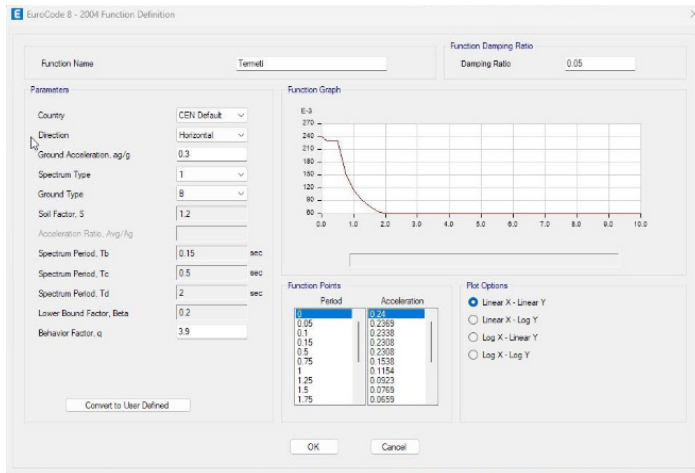 E EuroCode 8 - 2004 Function Definition
Function Name Termeti
Function Damping Ratio
Damping Ratio 0.05
Parameters
Country CEN Default
Direction Horizontal
Ground Acceleration, ag/g 0.3
Spectrum Type 1
Ground Type B
Soil Factor, S 1.2
Acceleration Ratio, Avg/Ag
Spectrum Period, Tb 0.15 sec
Spectrum Period, Tc 0.5 sec
Spectrum Period, Td 2 sec
Lower Bound Factor, Beta 0.2
Behavior Factor, q 3.9
Convert to User Defined
Function Graph
E-3
270
240
210
180
150
120
90
60
0.0 1.0 2.0 3.0 4.0 5.0 6.0 7.0 8.0 9.0 10.0
Function Points
Period Acceleration
0 0.24
0.05 0.2369
0.1 0.2338
0.15 0.2308
0.5 0.2308
0.75 0.1538
1 0.1154
1.25 0.0923
1.5 0.0769
1.75 0.0659
Plot Options
Linear X - Linear Y
Linear X - Log Y
Log X - Linear Y
Log X - Log Y
OK Cancel